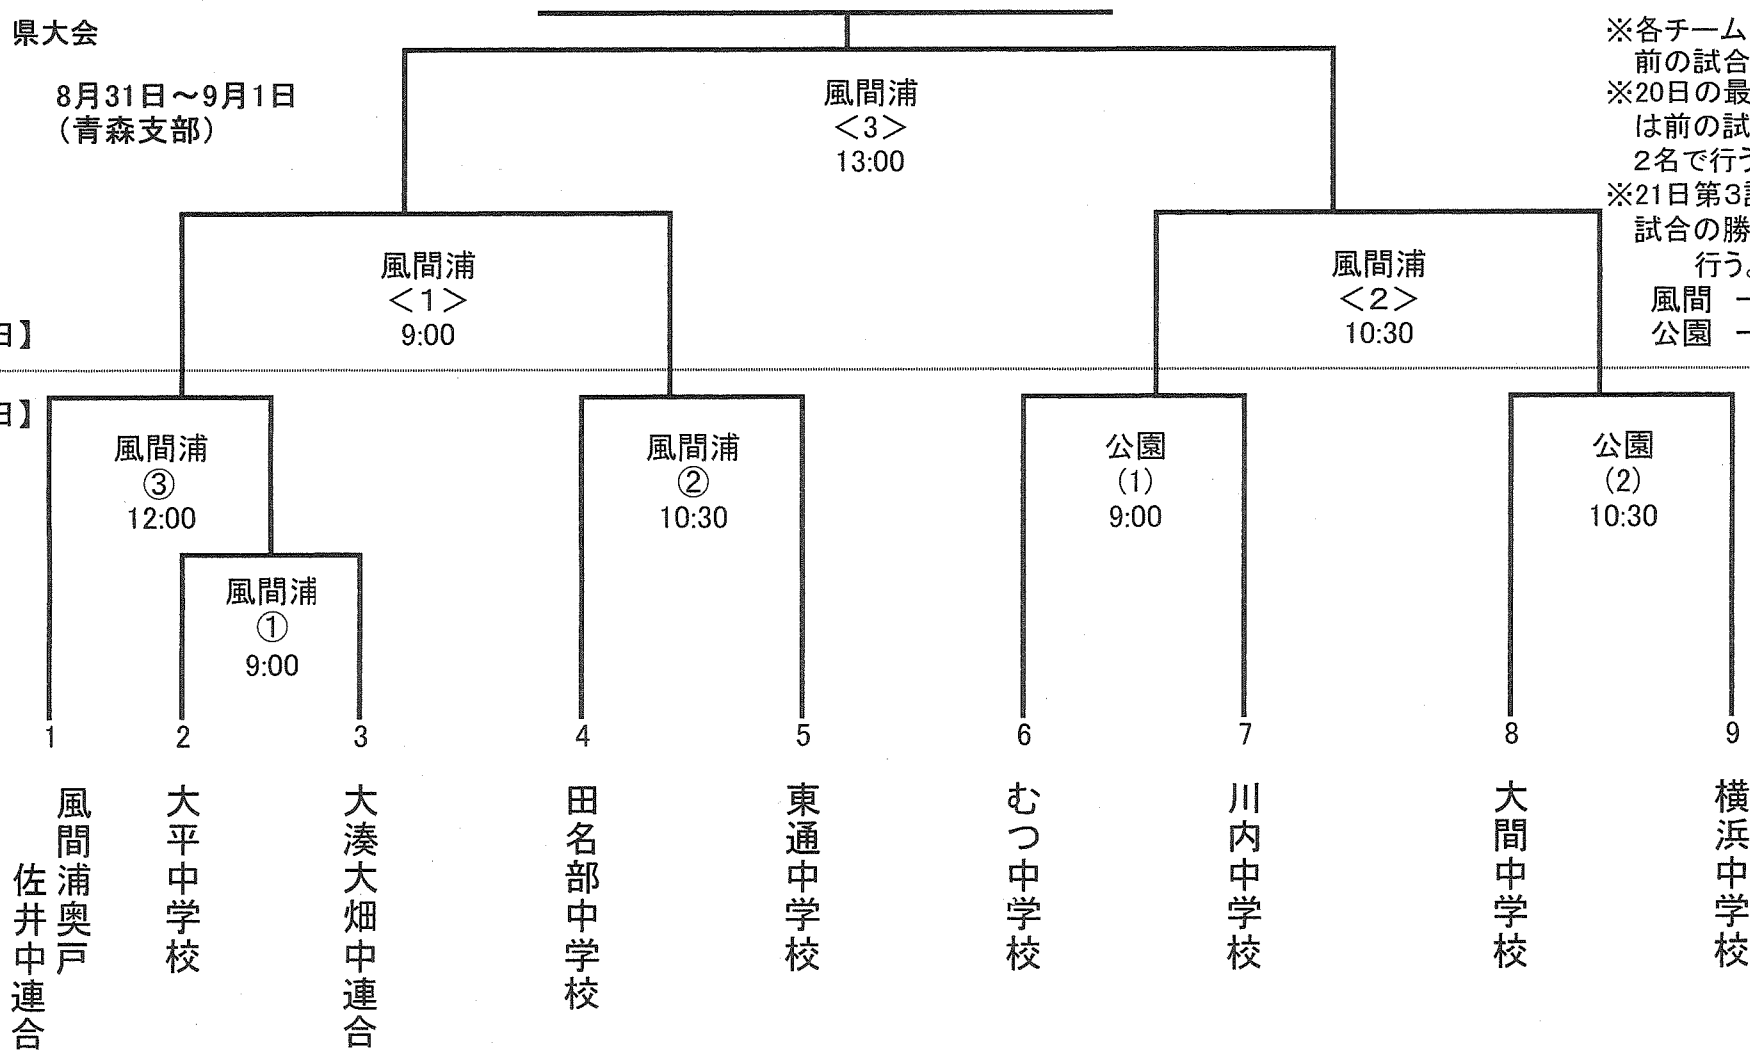 県大会
8月31日～9月1日
（青森支部）
※各チーム
前の試合
※20日の最
は前の試
2名で行う
※21日第3試
試合の勝
行う。
風間 －
公園 －
風間浦
＜3＞
13:00
風間浦
＜1＞
9:00
風間浦
＜2＞
10:30
日】
日】
風間浦
③
12:00
風間浦
②
10:30
公園
(1)
9:00
公園
(2)
10:30
風間浦
①
9:00
1
2
3
4
5
6
7
8
9
風間浦奥戸
佐井中連合
大平中学校
大湊大畑中連合
田名部中学校
東通中学校
むつ中学校
川内中学校
大間中学校
横浜中学校